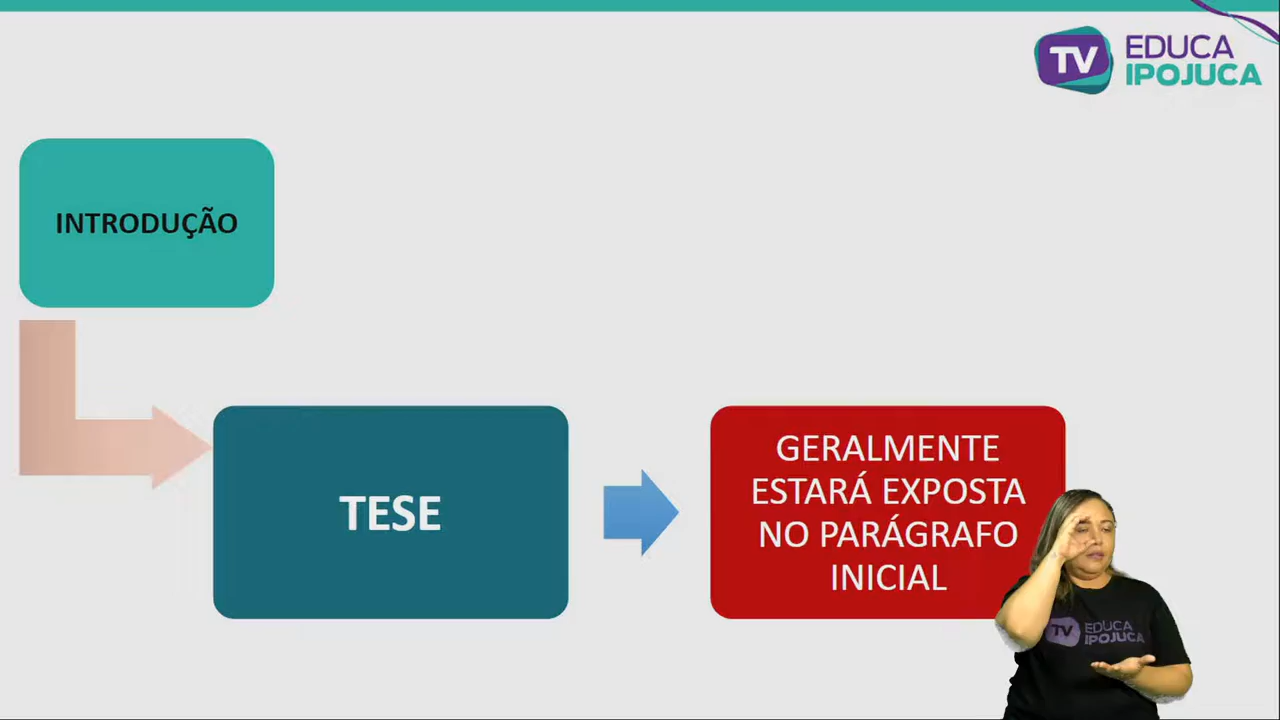 TV EDUCA
IPOJUCA
INTRODUÇÃO
TESE
GERALMENTE
ESTARÁ EXPOSTA
NO PARÁGRAFO
INICIAL
TV EDUCA
IPOJUCA